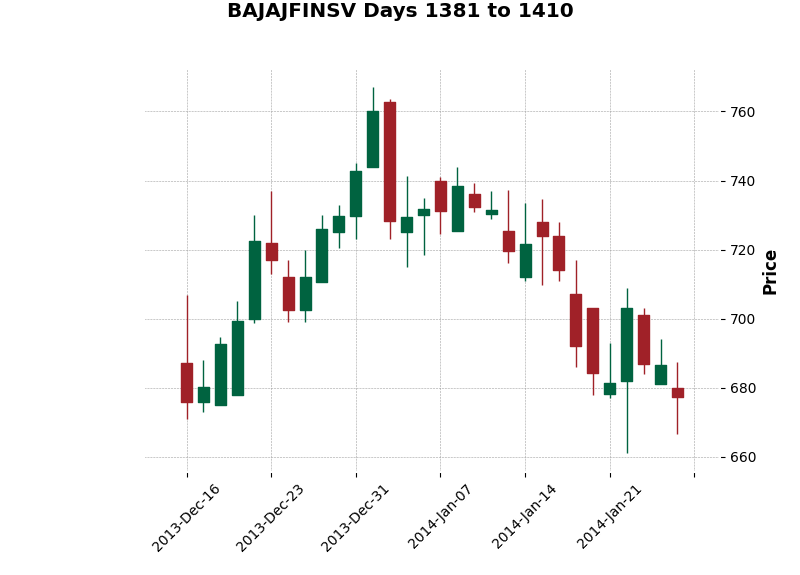 BAJAJFINSV Days 1381 to 1410
760
740
720
700
680
660
Price
2013-Dec-16
2013-Dec-23
2013-Dec-31
2014-Jan-07
2014-Jan-14
2014-Jan-21